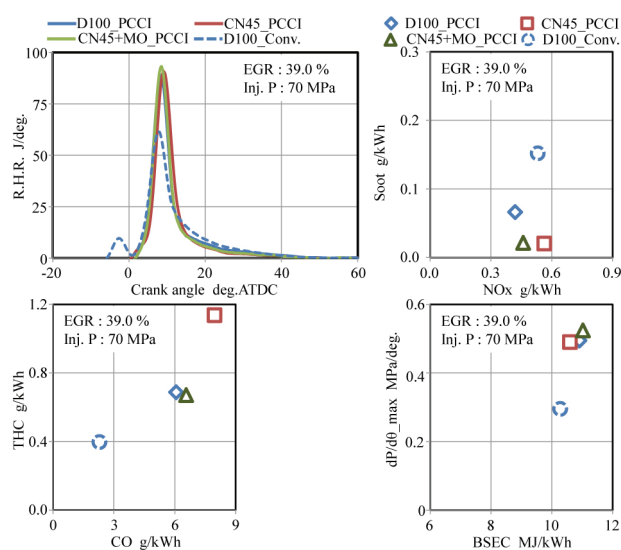 D100_PCCI CN45_PCCI
CN45+MO_PCCI D100_Conv.
100
75
50
25
0
R.H.R. J/deg.
EGR : 39.0 %
Inj. P : 70 MPa
-20 0 20 40 60
Crank angle deg.ATDC
D100_PCCI CN45_PCCI
CN45+MO_PCCI D100_Conv.
0.3
0.2
0.1
0.0
Soot g/kWh
EGR : 39.0 %
Inj. P : 70 MPa
0.0 0.3 0.6 0.9
NOx g/kWh
1.2
0.8
0.4
0.0
THC g/kWh
EGR : 39.0 %
Inj. P : 70 MPa
0 3 6 9
CO g/kWh
0.6
0.4
0.2
0
dP/dθ_max MPa/deg.
EGR : 39.0 %
Inj. P : 70 MPa
6 8 10 12
BSEC MJ/kWh